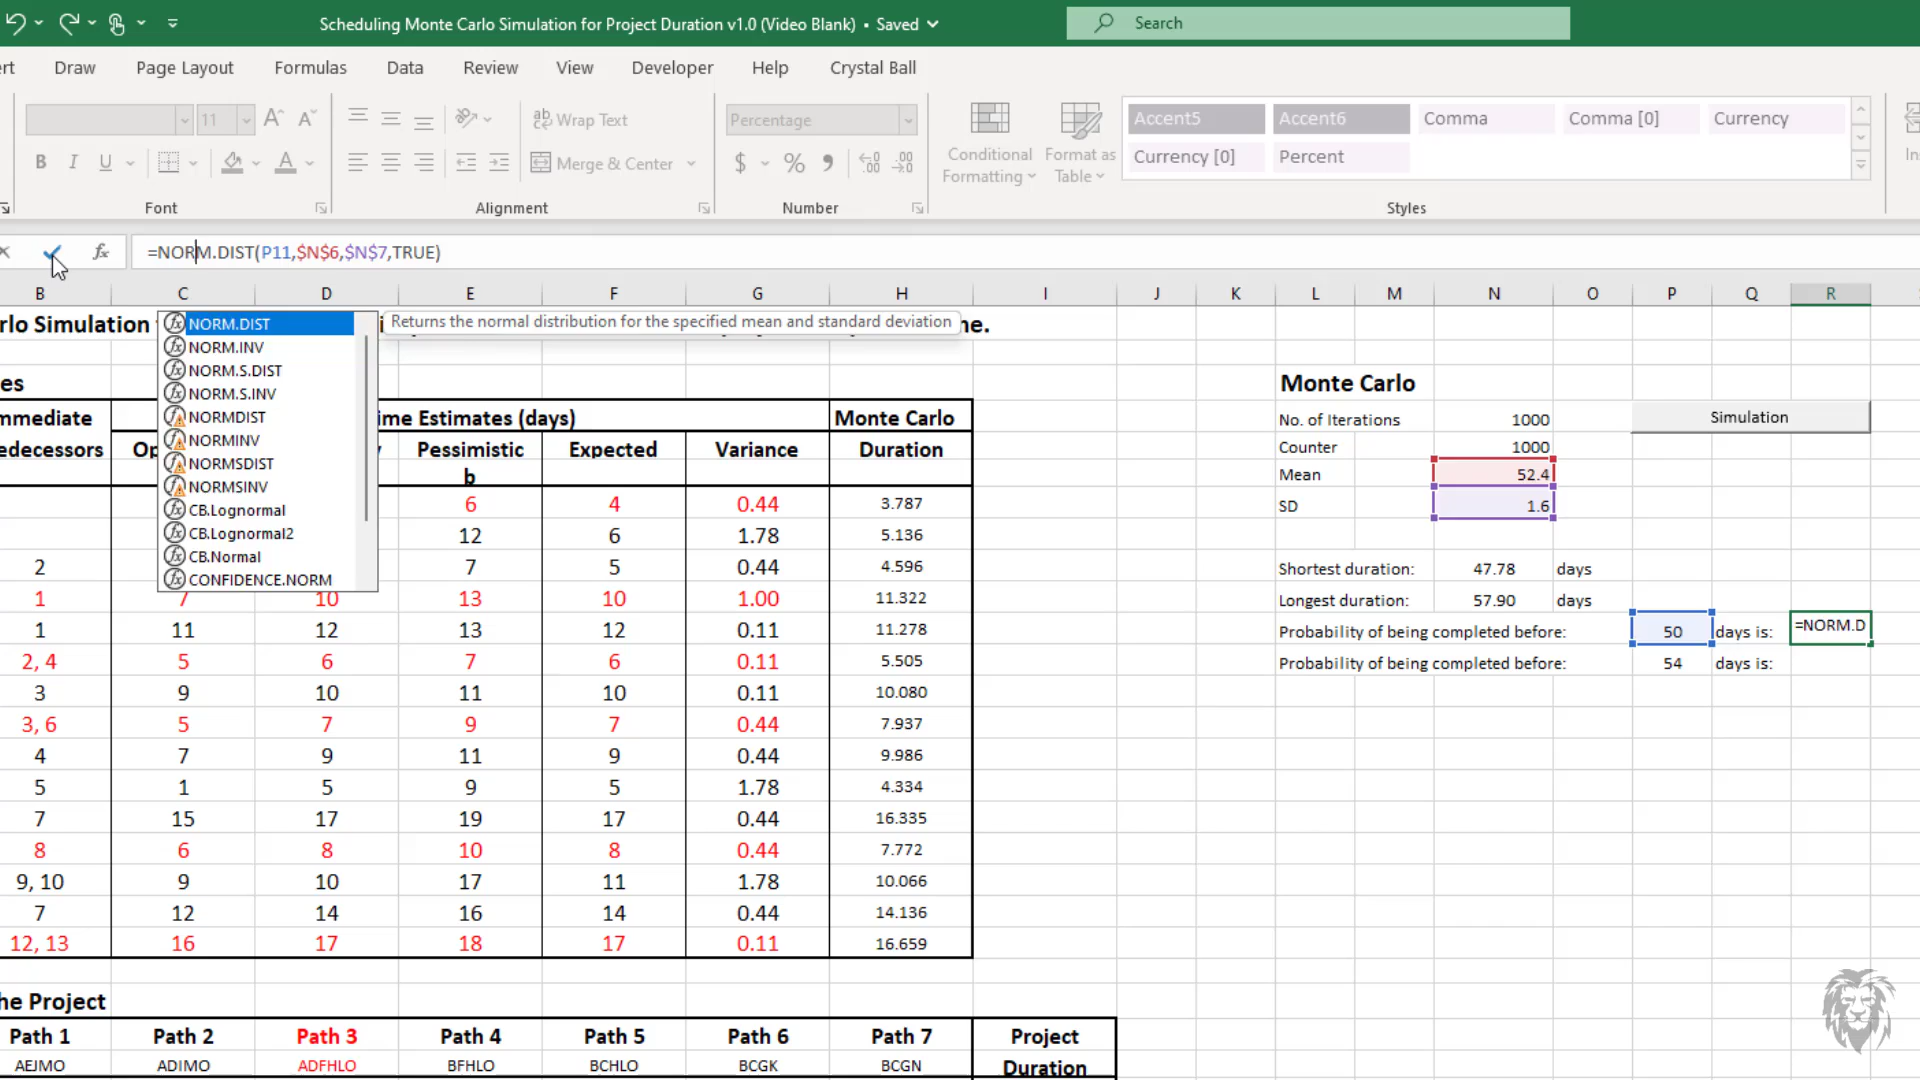 Scheduling Monte Carlo Simulation for Project Duration v1.0 (Video Blank) • Saved
Search
rt Draw Page Layout Formulas Data Review View Developer Help Crystal Ball
11 A A ab Wrap Text Percentage Accent5 Accent6 Comma Comma [0] Currency
B I U A Merge & Center $ % 9 .00 Conditional Formatting Format as Table Currency [0] Percent Ins
Font Alignment Number Styles
fx =NORM.DIST(P11,$N$6,$N$7,TRUE)
B C D E F G H I J K L M N O P Q R
rlo Simulation ne.
NORM.DIST Returns the normal distribution for the specified mean and standard deviation
NORM.INV
NORM.S.DIST
NORM.S.INV
NORMDIST
NORMINV
NORMSDIST
NORMSINV
CB.Lognormal
CB.Lognormal2
CB.Normal
CONFIDENCE.NORM
es Monte Carlo
mmediate ime Estimates (days) Monte Carlo No. of Iterations 1000 Simulation
edecessors Op y Pessimistic Expected Variance Duration Counter 1000
b Mean 52.4
6 4 0.44 3.787 SD 1.6
12 6 1.78 5.136
2 7 5 0.44 4.596 Shortest duration: 47.78 days
1 7 10 13 10 1.00 11.322 Longest duration: 57.90 days
1 11 12 13 12 0.11 11.278 Probability of being completed before: 50 days is: =NORM.D
2, 4 5 6 7 6 0.11 5.505 Probability of being completed before: 54 days is:
3 9 10 11 10 0.11 10.080
3, 6 5 7 9 7 0.44 7.937
4 7 9 11 9 0.44 9.986
5 1 5 9 5 1.78 4.334
7 15 17 19 17 0.44 16.335
8 6 8 10 8 0.44 7.772
9, 10 9 10 17 11 1.78 10.066
7 12 14 16 14 0.44 14.136
12, 13 16 17 18 17 0.11 16.659
he Project
Path 1 Path 2 Path 3 Path 4 Path 5 Path 6 Path 7 Project
AEJMO ADIMO ADFHLO BFHLO BCHLO BCGK BCGN Duration